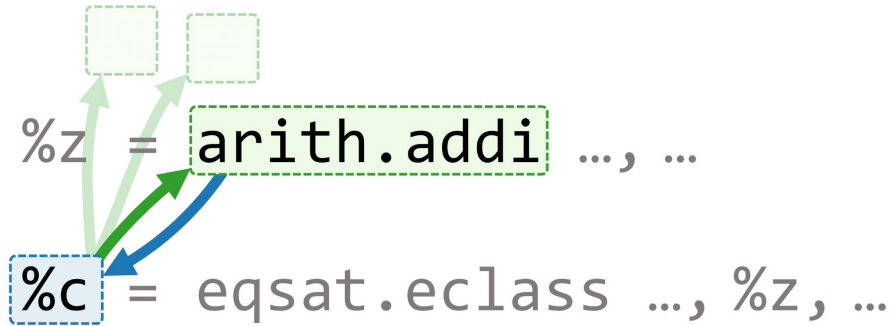 %z = arith.addi …, …
%c = eqsat.eclass …, %z, …